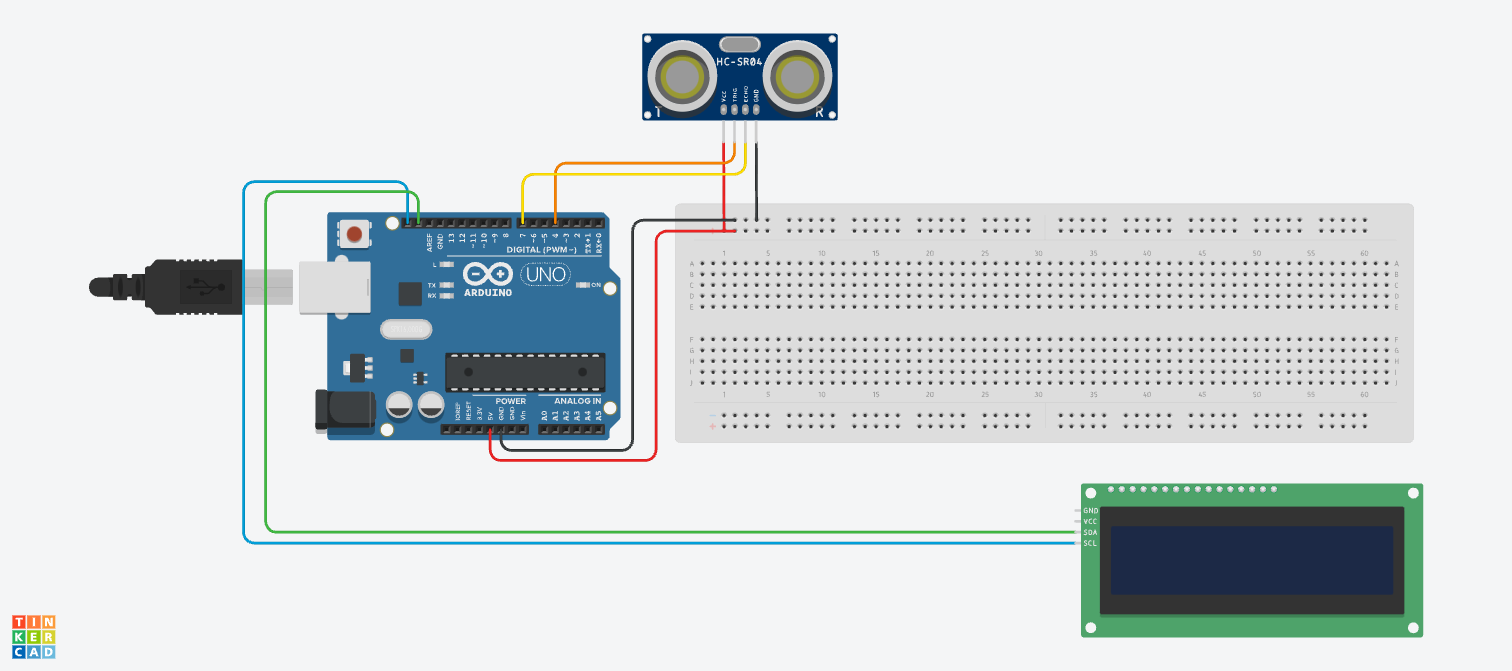 HC-SR04
VCC
TRIG
ECHO
GND
T
R
AREF
GND
13
12
~11
~10
~9
8
7
~6
~5
4
~3
2
TX→1
RX←0
DIGITAL (PWM~)
L
TX
RX
ARDUINO
UNO
ON
POWER
ANALOG IN
IOREF
RESET
3.3V
5V
GND
GND
Vin
A0
A1
A2
A3
A4
A5
1 5 10 15 20 25 30 35 40 45 50 55 60
A A
B B
C C
D D
E E
F F
G G
H H
I I
J J
1 5 10 15 20 25 30 35 40 45 50 55 60
GND
VCC
SDA
SCL
TIN
KER
CAD